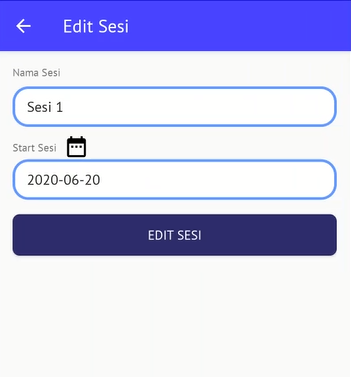 Edit Sesi
Nama Sesi
Sesi 1
Start Sesi
2020-06-20
EDIT SESI